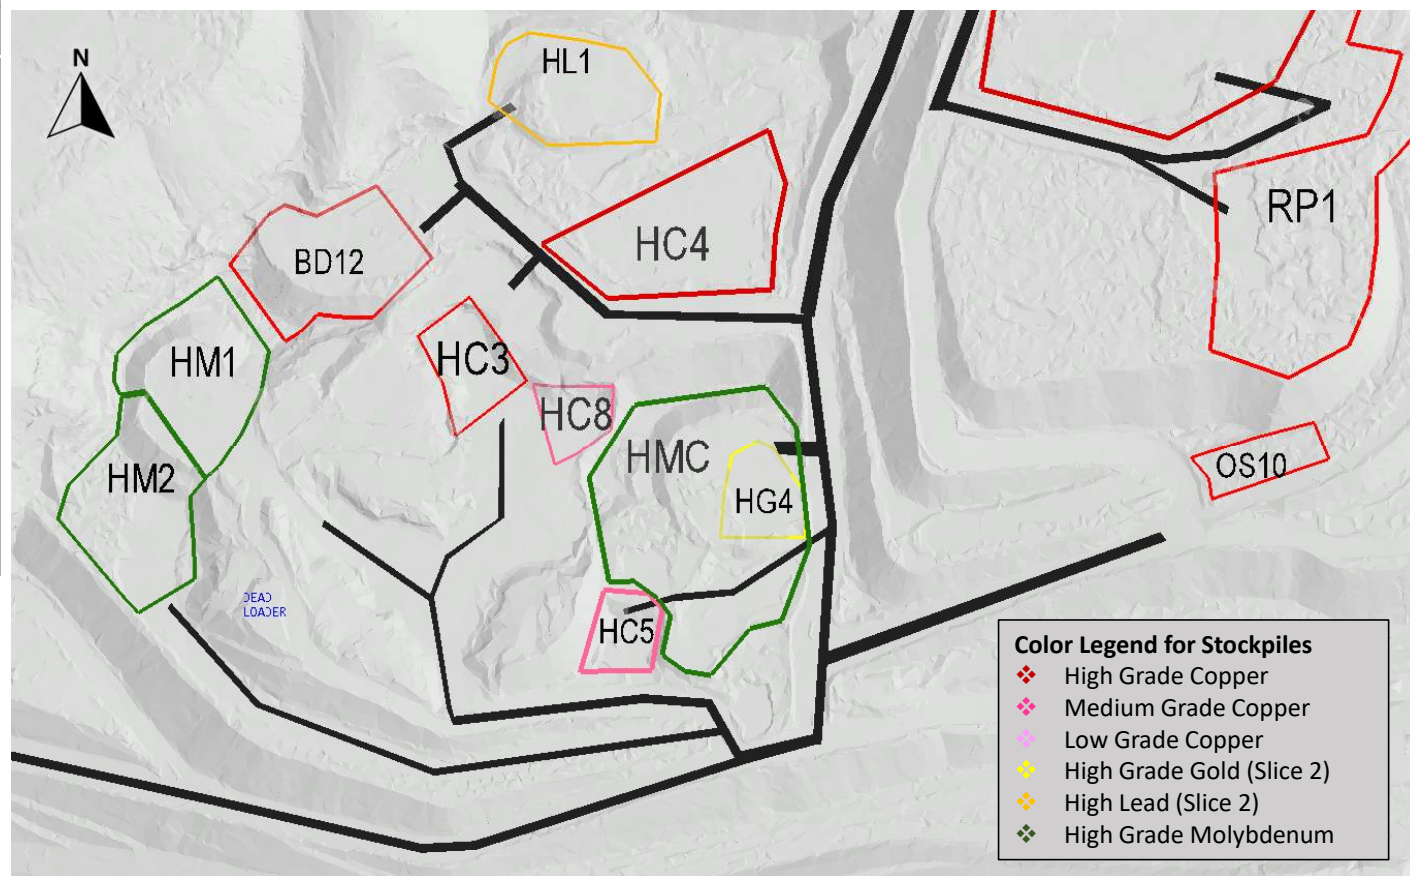 N
HL1
HC4
RP1
BD12
HM1
HC3
HC8
HMC
HM2
HG4
OS10
DEAD
LOADER
HC5
Color Legend for Stockpiles
High Grade Copper
Medium Grade Copper
Low Grade Copper
High Grade Gold (Slice 2)
High Lead (Slice 2)
High Grade Molybdenum